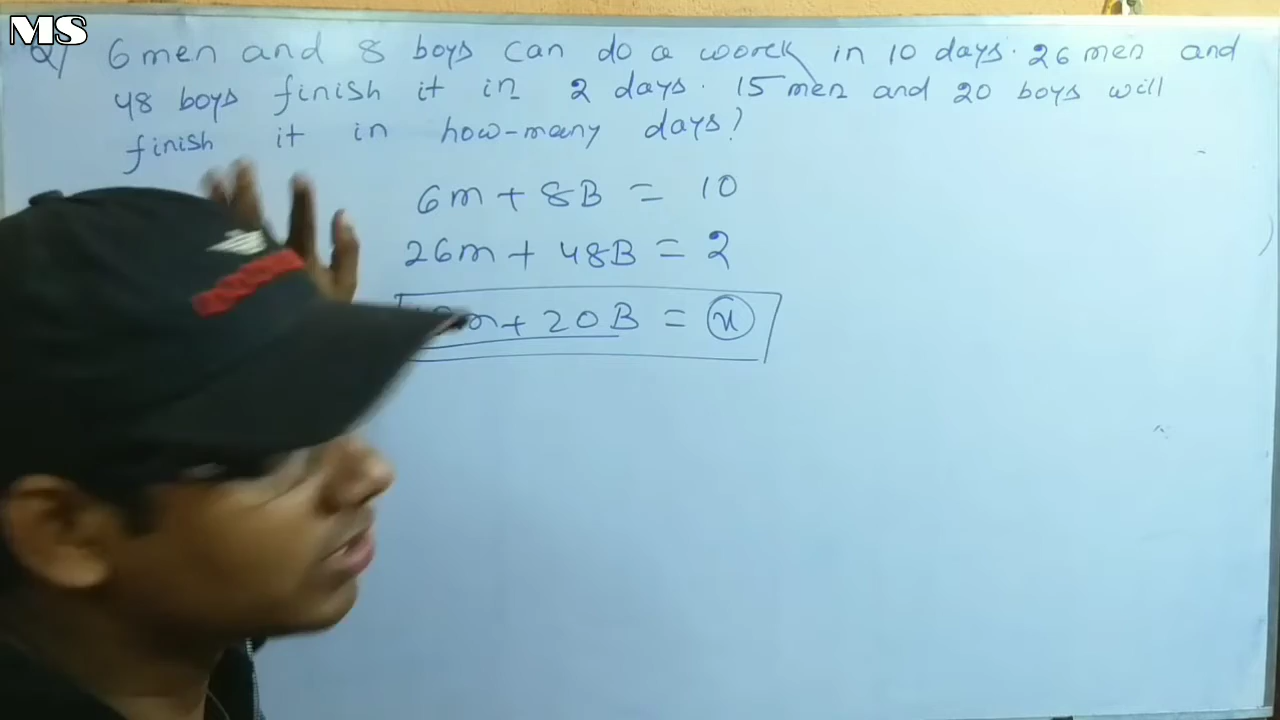 MS
Q) 6 men and 8 boys can do a woork in 10 days. 26 men and
48 boys finish it in 2 days. 15 men and 20 boys will
finish it in how-many days?
6m + 8B = 10
26m + 48B = 2
m + 20B = x